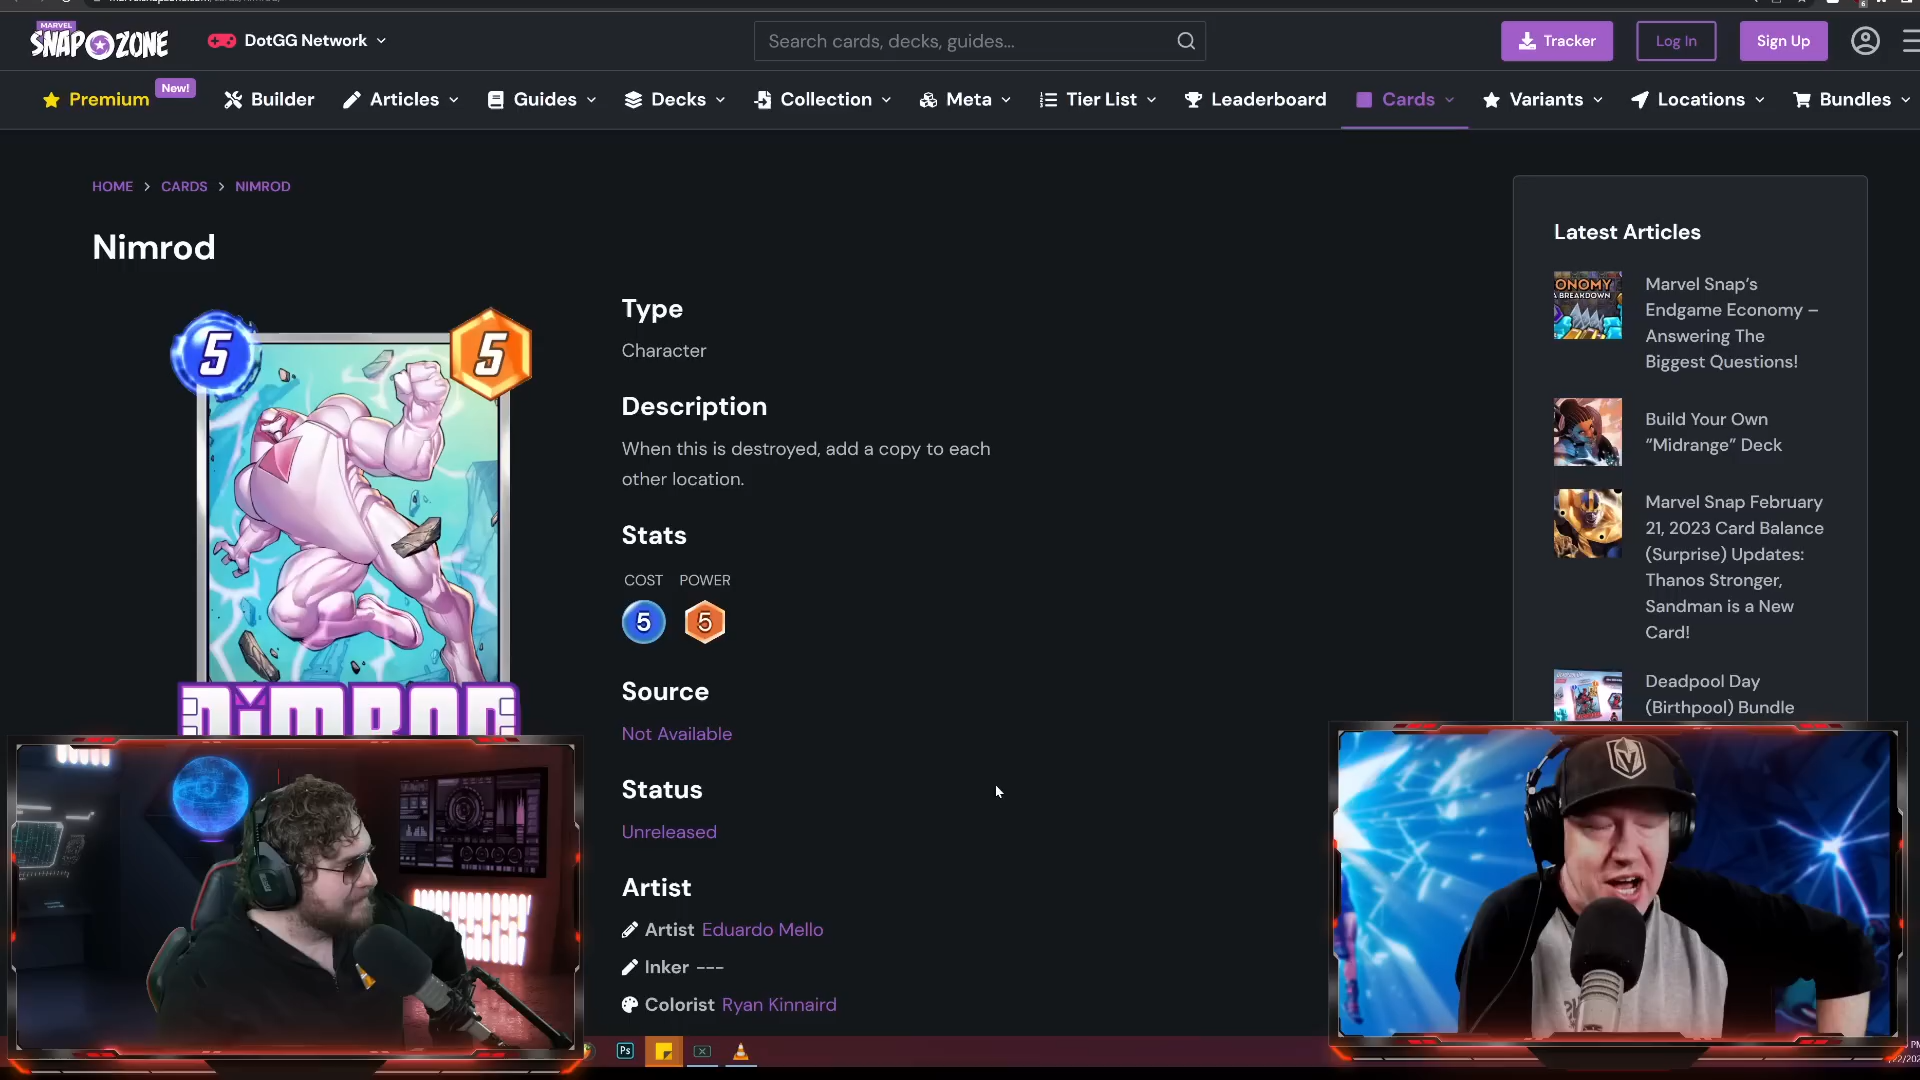 MARVEL
SNAP ZONE
DotGG Network
Search cards, decks, guides...
Tracker
Log In
Sign Up
Premium
New!
Builder
Articles
Guides
Decks
Collection
Meta
Tier List
Leaderboard
Cards
Variants
Locations
Bundles
HOME > CARDS > NIMROD
Nimrod
5
5
NIMROD
Type
Character
Description
When this is destroyed, add a copy to each
other location.
Stats
COST POWER
5 5
Source
Not Available
Status
Unreleased
Artist
Artist Eduardo Mello
Inker ---
Colorist Ryan Kinnaird
Latest Articles
ONOMY
A BREAKDOWN
Marvel Snap’s
Endgame Economy –
Answering The
Biggest Questions!
Build Your Own
“Midrange” Deck
Marvel Snap February
21, 2023 Card Balance
(Surprise) Updates:
Thanos Stronger,
Sandman is a New
Card!
Deadpool Day
(Birthpool) Bundle
Ps